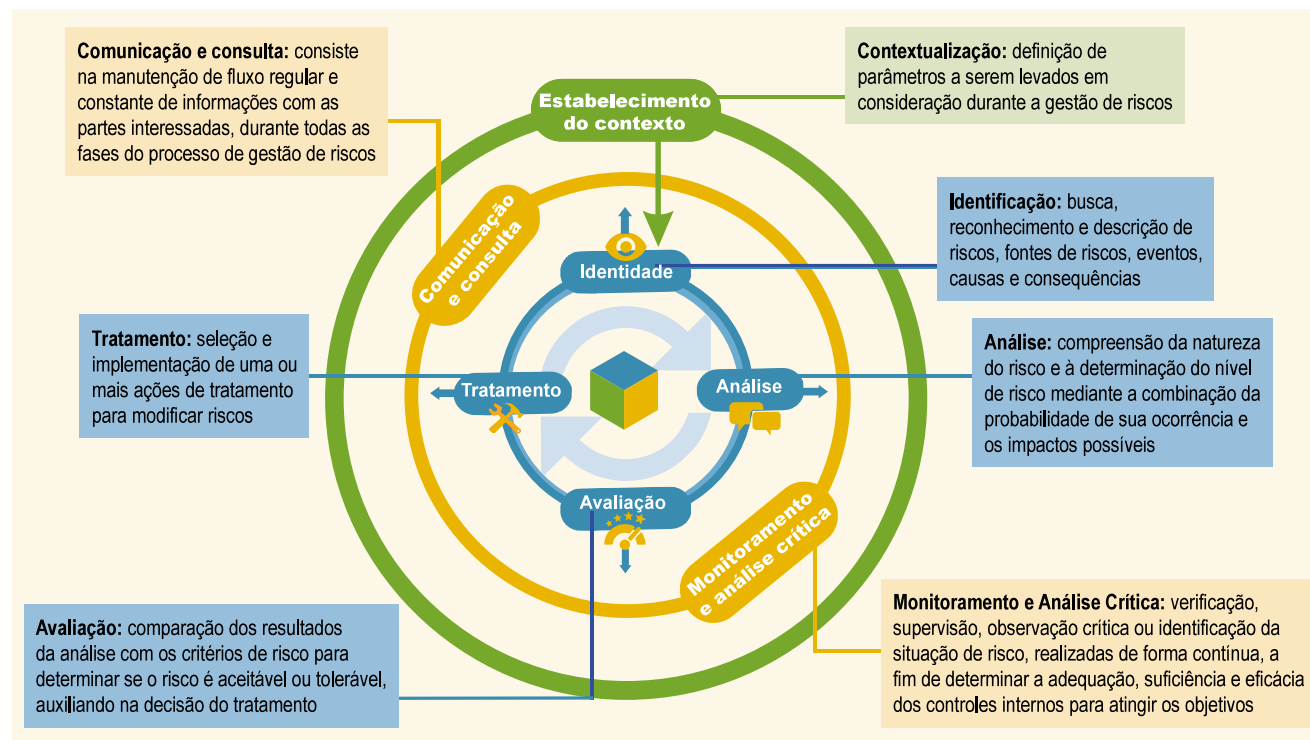 Comunicação e consulta: consiste
na manutenção de fluxo regular e
constante de informações com as
partes interessadas, durante todas as
fases do processo de gestão de riscos
Estabelecimento
do contexto
Contextualização: definição de
parâmetros a serem levados em
consideração durante a gestão de riscos
Comunicação
e consulta
Identidade
Identificação: busca,
reconhecimento e descrição de
riscos, fontes de riscos, eventos,
causas e consequências
Tratamento: seleção e
implementação de uma ou
mais ações de tratamento
para modificar riscos
Tratamento
Análise
Análise: compreensão da natureza
do risco e à determinação do nível
de risco mediante a combinação da
probabilidade de sua ocorrência e
os impactos possíveis
Avaliação
Monitoramento
e análise crítica
Avaliação: comparação dos resultados
da análise com os critérios de risco para
determinar se o risco é aceitável ou tolerável,
auxiliando na decisão do tratamento
Monitoramento e Análise Crítica: verificação,
supervisão, observação crítica ou identificação da
situação de risco, realizadas de forma contínua, a
fim de determinar a adequação, suficiência e eficácia
dos controles internos para atingir os objetivos